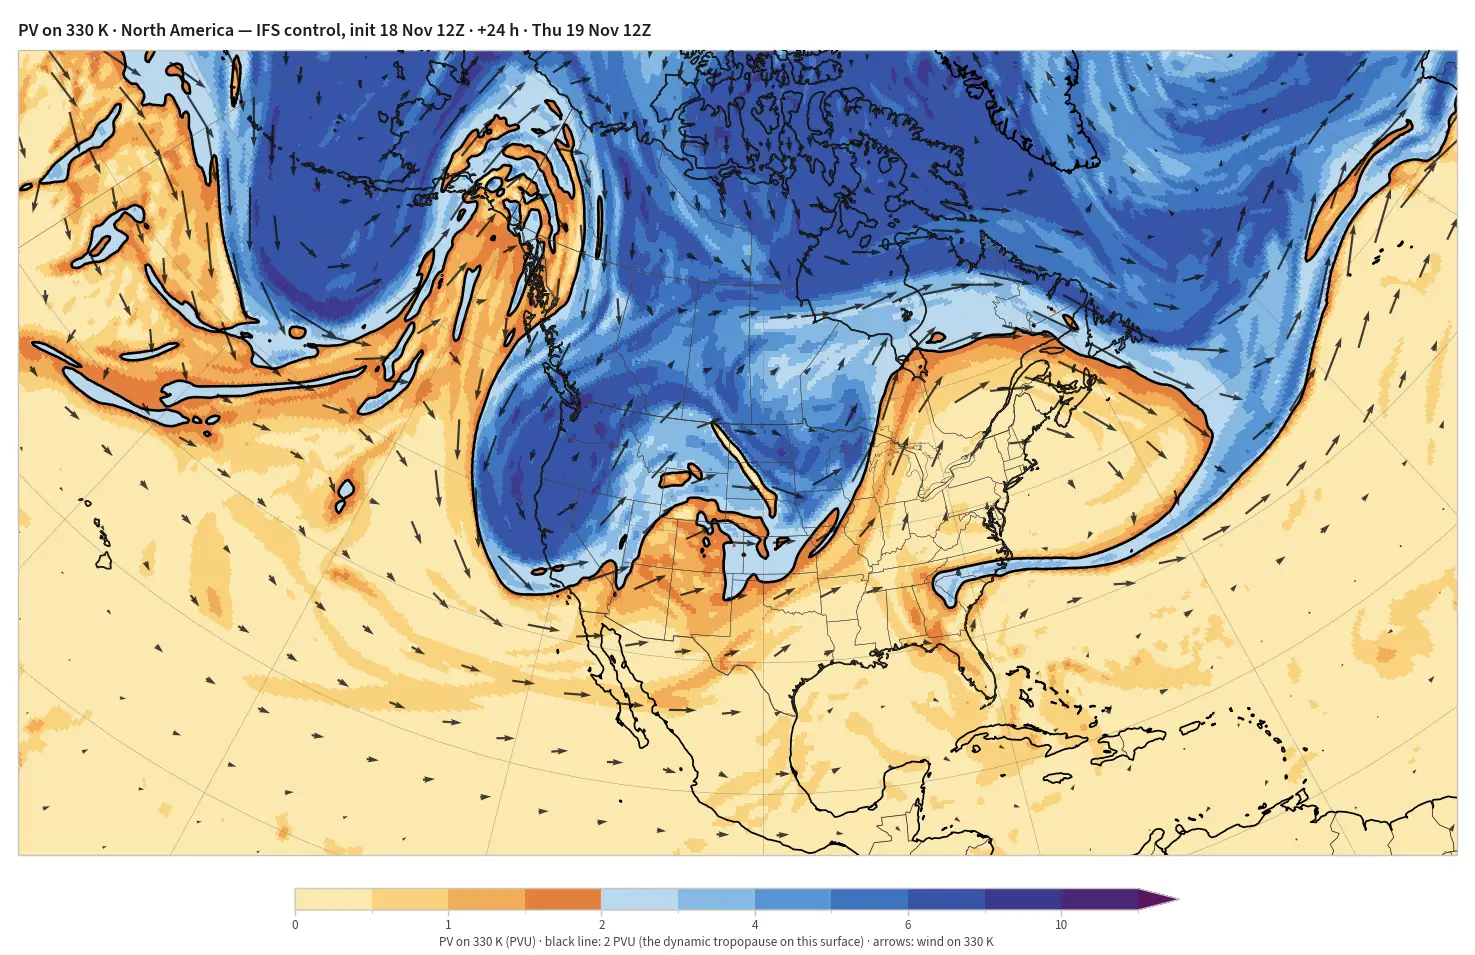 PV on 330 K · North America — IFS control, init 18 Nov 12Z · +24 h · Thu 19 Nov 12Z
0 1 2 4 6 10
PV on 330 K (PVU) · black line: 2 PVU (the dynamic tropopause on this surface) · arrows: wind on 330 K